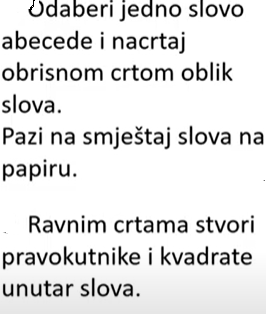 Odaberi jedno slovo
abecede i nacrtaj
obrisnom crtom oblik
slova.
Pazi na smještaj slova na
papiru.
Ravnim crtama stvori
pravokutnike i kvadrate
unutar slova.